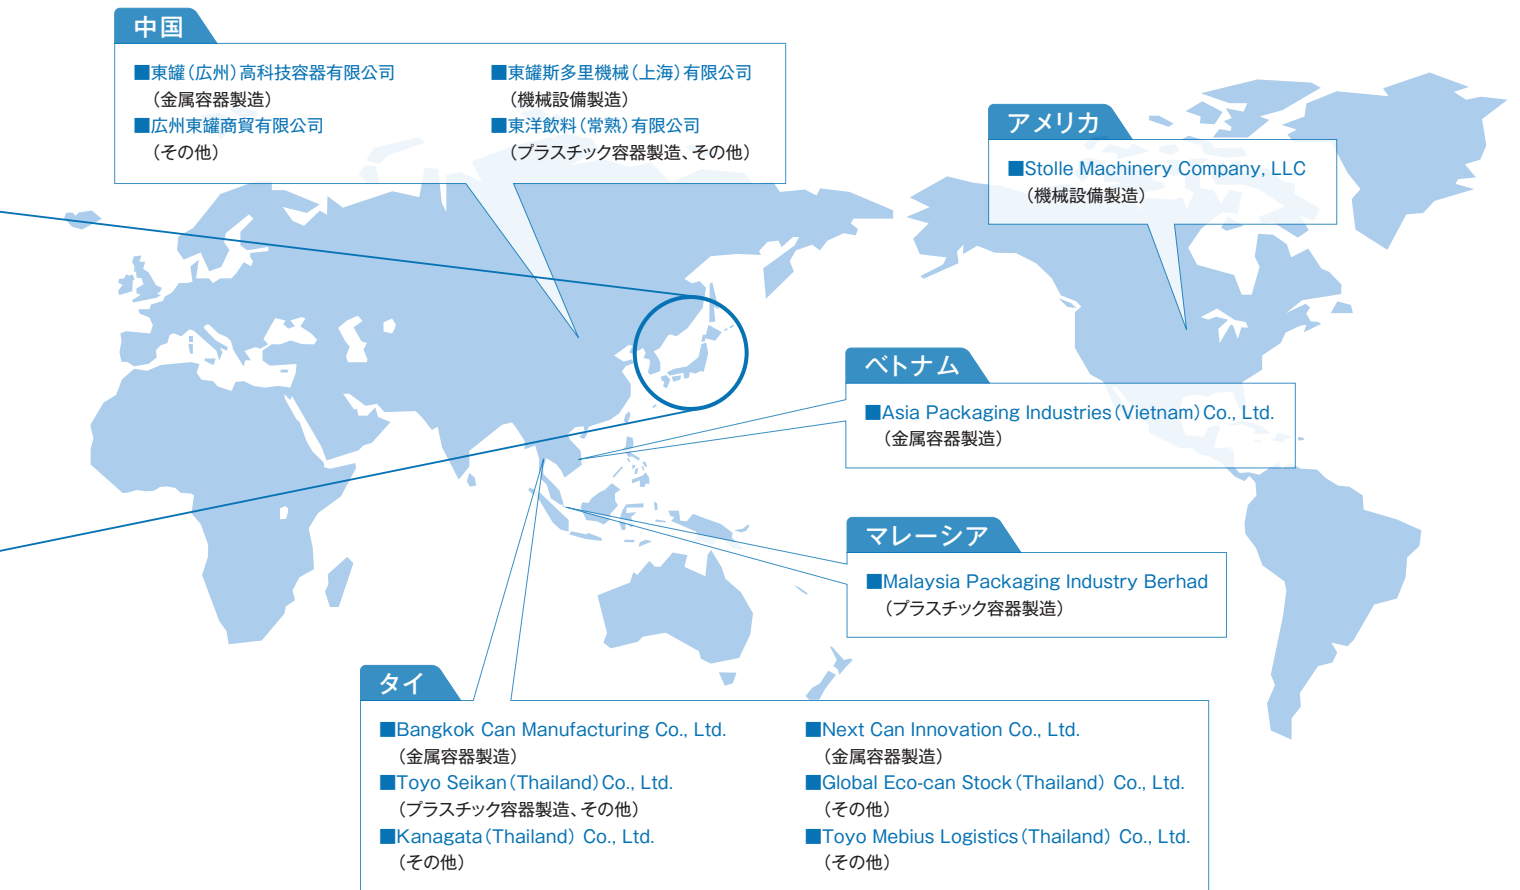 中国
■東罐（広州）高科技容器有限公司
（金属容器製造）
■広州東罐商貿有限公司
（その他）
■東罐斯多里機械（上海）有限公司
（機械設備製造）
■東洋飲料（常熟）有限公司
（プラスチック容器製造、その他）
アメリカ
■Stolle Machinery Company, LLC
（機械設備製造）
ベトナム
■Asia Packaging Industries（Vietnam）Co., Ltd.
（金属容器製造）
マレーシア
■Malaysia Packaging Industry Berhad
（プラスチック容器製造）
タイ
■Bangkok Can Manufacturing Co., Ltd.
（金属容器製造）
■Toyo Seikan（Thailand）Co., Ltd.
（プラスチック容器製造、その他）
■Kanagata（Thailand） Co., Ltd.
（その他）
■Next Can Innovation Co., Ltd.
（金属容器製造）
■Global Eco-can Stock（Thailand） Co., Ltd.
（その他）
■Toyo Mebius Logistics（Thailand） Co., Ltd.
（その他）